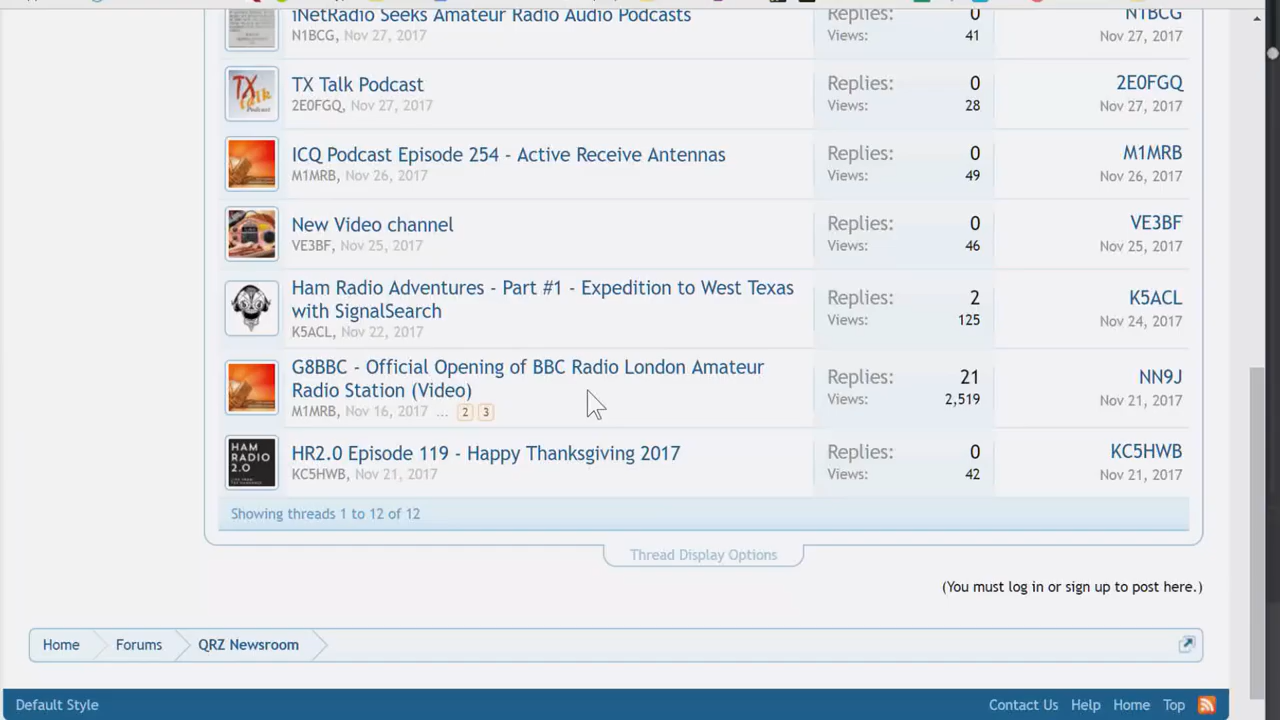 iNetRadio Seeks Amateur Radio Audio Podcasts
N1BCG, Nov 27, 2017
Replies: 0
Views: 41
N1BCG
Nov 27, 2017
TX Talk Podcast
2E0FGQ, Nov 27, 2017
Replies: 0
Views: 28
2E0FGQ
Nov 27, 2017
TX
Talk
Podcast
ICQ Podcast Episode 254 - Active Receive Antennas
M1MRB, Nov 26, 2017
Replies: 0
Views: 49
M1MRB
Nov 26, 2017
New Video channel
VE3BF, Nov 25, 2017
Replies: 0
Views: 46
VE3BF
Nov 25, 2017
Ham Radio Adventures - Part #1 - Expedition to West Texas
with SignalSearch
K5ACL, Nov 22, 2017
Replies: 2
Views: 125
K5ACL
Nov 24, 2017
G8BBC - Official Opening of BBC Radio London Amateur
Radio Station (Video)
M1MRB, Nov 16, 2017 ... 2 3
Replies: 21
Views: 2,519
NN9J
Nov 21, 2017
HAM
RADIO
2.0
HR2.0 Episode 119 - Happy Thanksgiving 2017
KC5HWB, Nov 21, 2017
Replies: 0
Views: 42
KC5HWB
Nov 21, 2017
Showing threads 1 to 12 of 12
Thread Display Options
(You must log in or sign up to post here.)
Home Forums QRZ Newsroom
Default Style
Contact Us Help Home Top